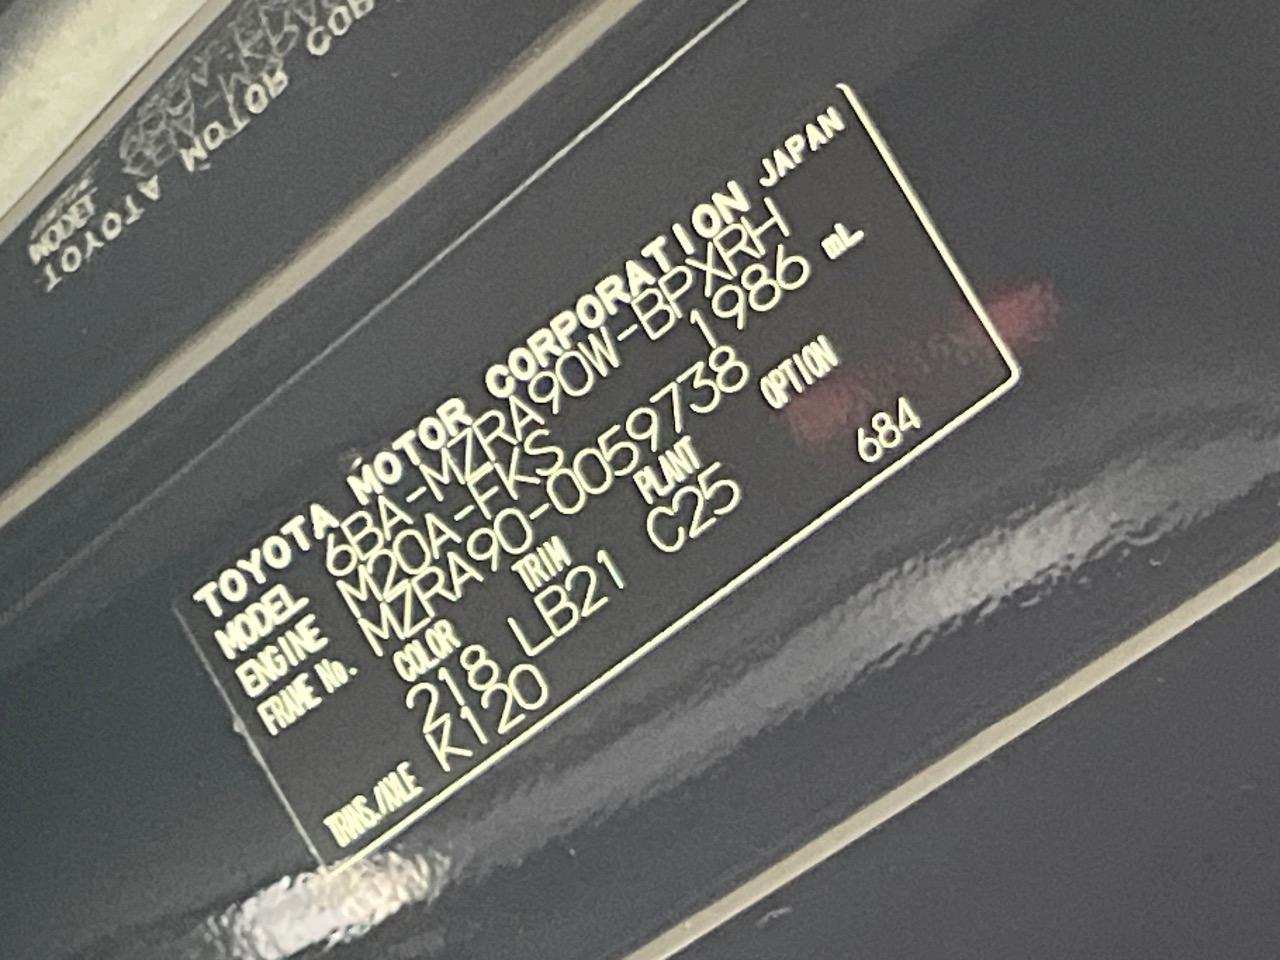 TOYOTA MOTOR CORPORATION JAPAN
MODEL 6BA-MZRA90W-BPXRH
ENGINE M20A-FKS 1986 mL
FRAME No. MZRA90-0059738
COLOR TRIM PLANT OPTION
218 LB21 C25 684
TRANS./AXLE K120